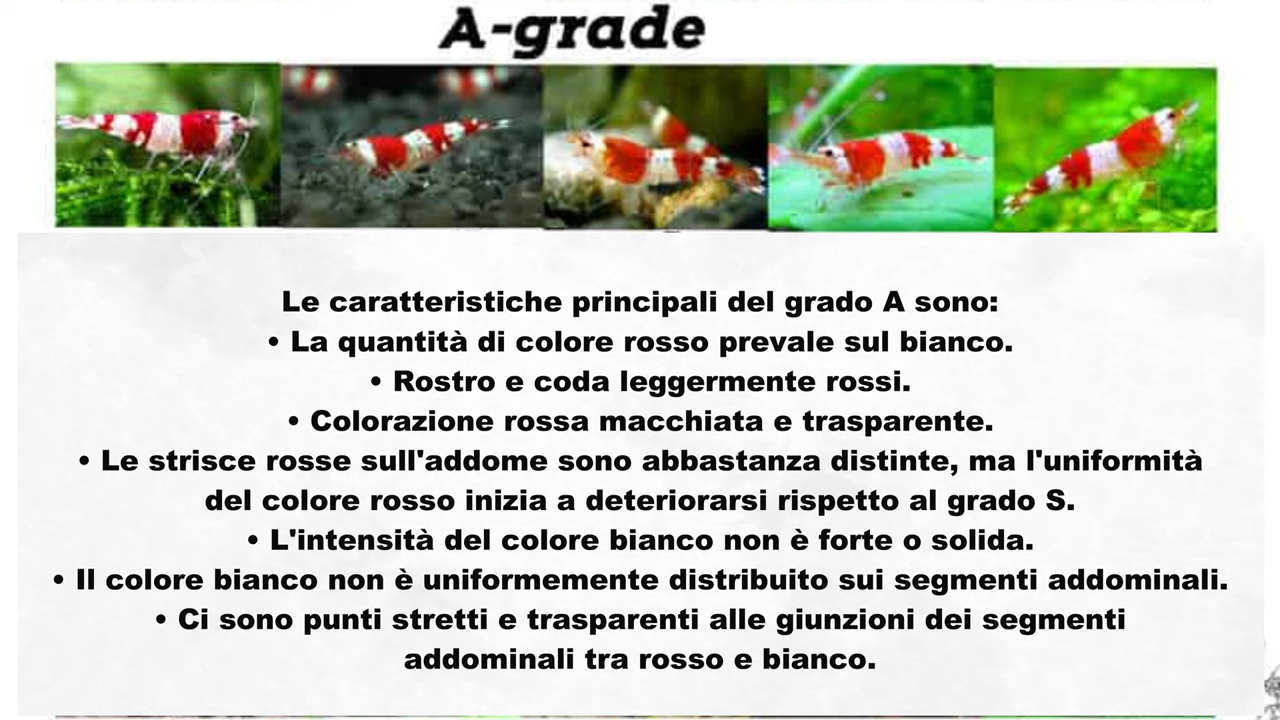 A-grade
Le caratteristiche principali del grado A sono:
• La quantità di colore rosso prevale sul bianco.
• Rostro e coda leggermente rossi.
• Colorazione rossa macchiata e trasparente.
• Le strisce rosse sull'addome sono abbastanza distinte, ma l'uniformità
del colore rosso inizia a deteriorarsi rispetto al grado S.
• L'intensità del colore bianco non è forte o solida.
• Il colore bianco non è uniformemente distribuito sui segmenti addominali.
• Ci sono punti stretti e trasparenti alle giunzioni dei segmenti
addominali tra rosso e bianco.